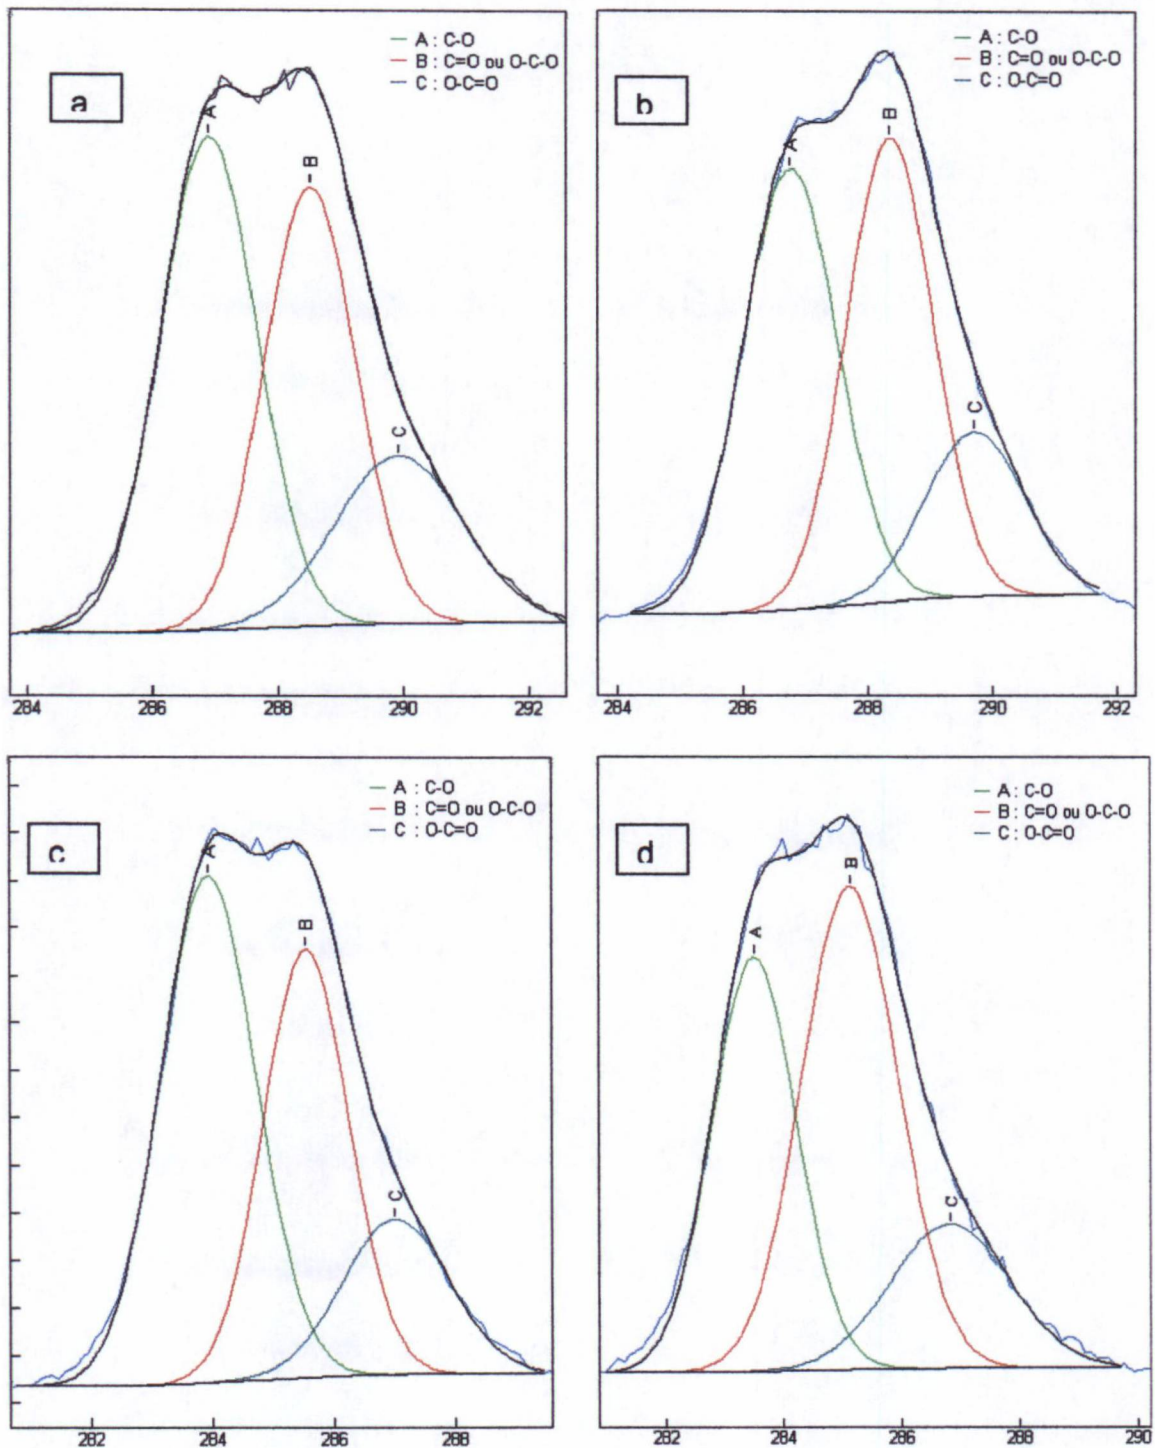 a
A : C-O
B : C=O ou O-C-O
C : O-C=O
A
B
C
284 286 288 290 292
b
A : C-O
B : C=O ou O-C-O
C : O-C=O
A
B
C
284 286 288 290 292
c
A : C-O
B : C=O ou O-C-O
C : O-C=O
A
B
C
282 284 286 288
d
A : C-O
B : C=O ou O-C-O
C : O-C=O
A
B
C
282 284 286 288 290